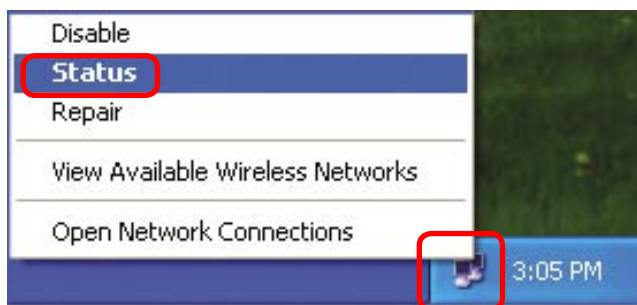 Disable
Status
Repair
View Available Wireless Networks
Open Network Connections
3:05 PM